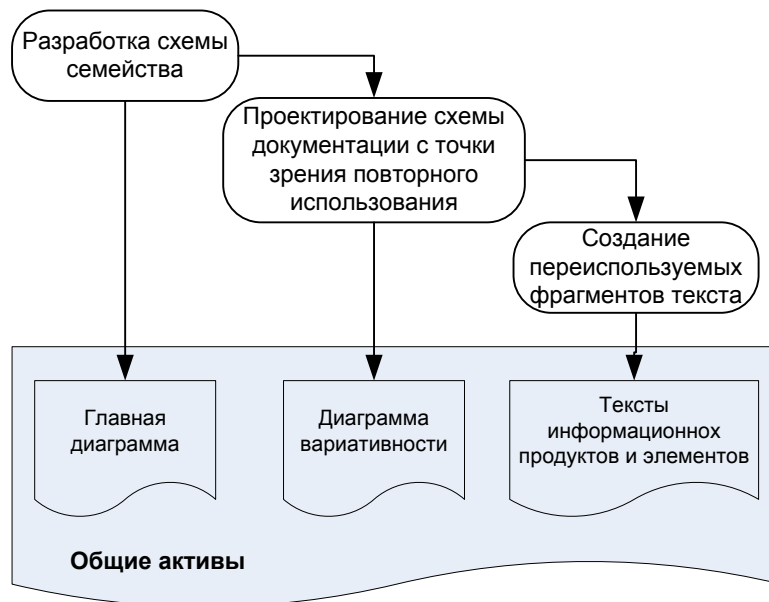 Разработка схемы
семейства
Проектирование схемы
документации с точки
зрения повторного
использования
Создание
переиспользуемых
фрагментов текста
Главная
диаграмма
Диаграмма
вариативности
Тексты
информационнох
продуктов и элементов
Общие активы